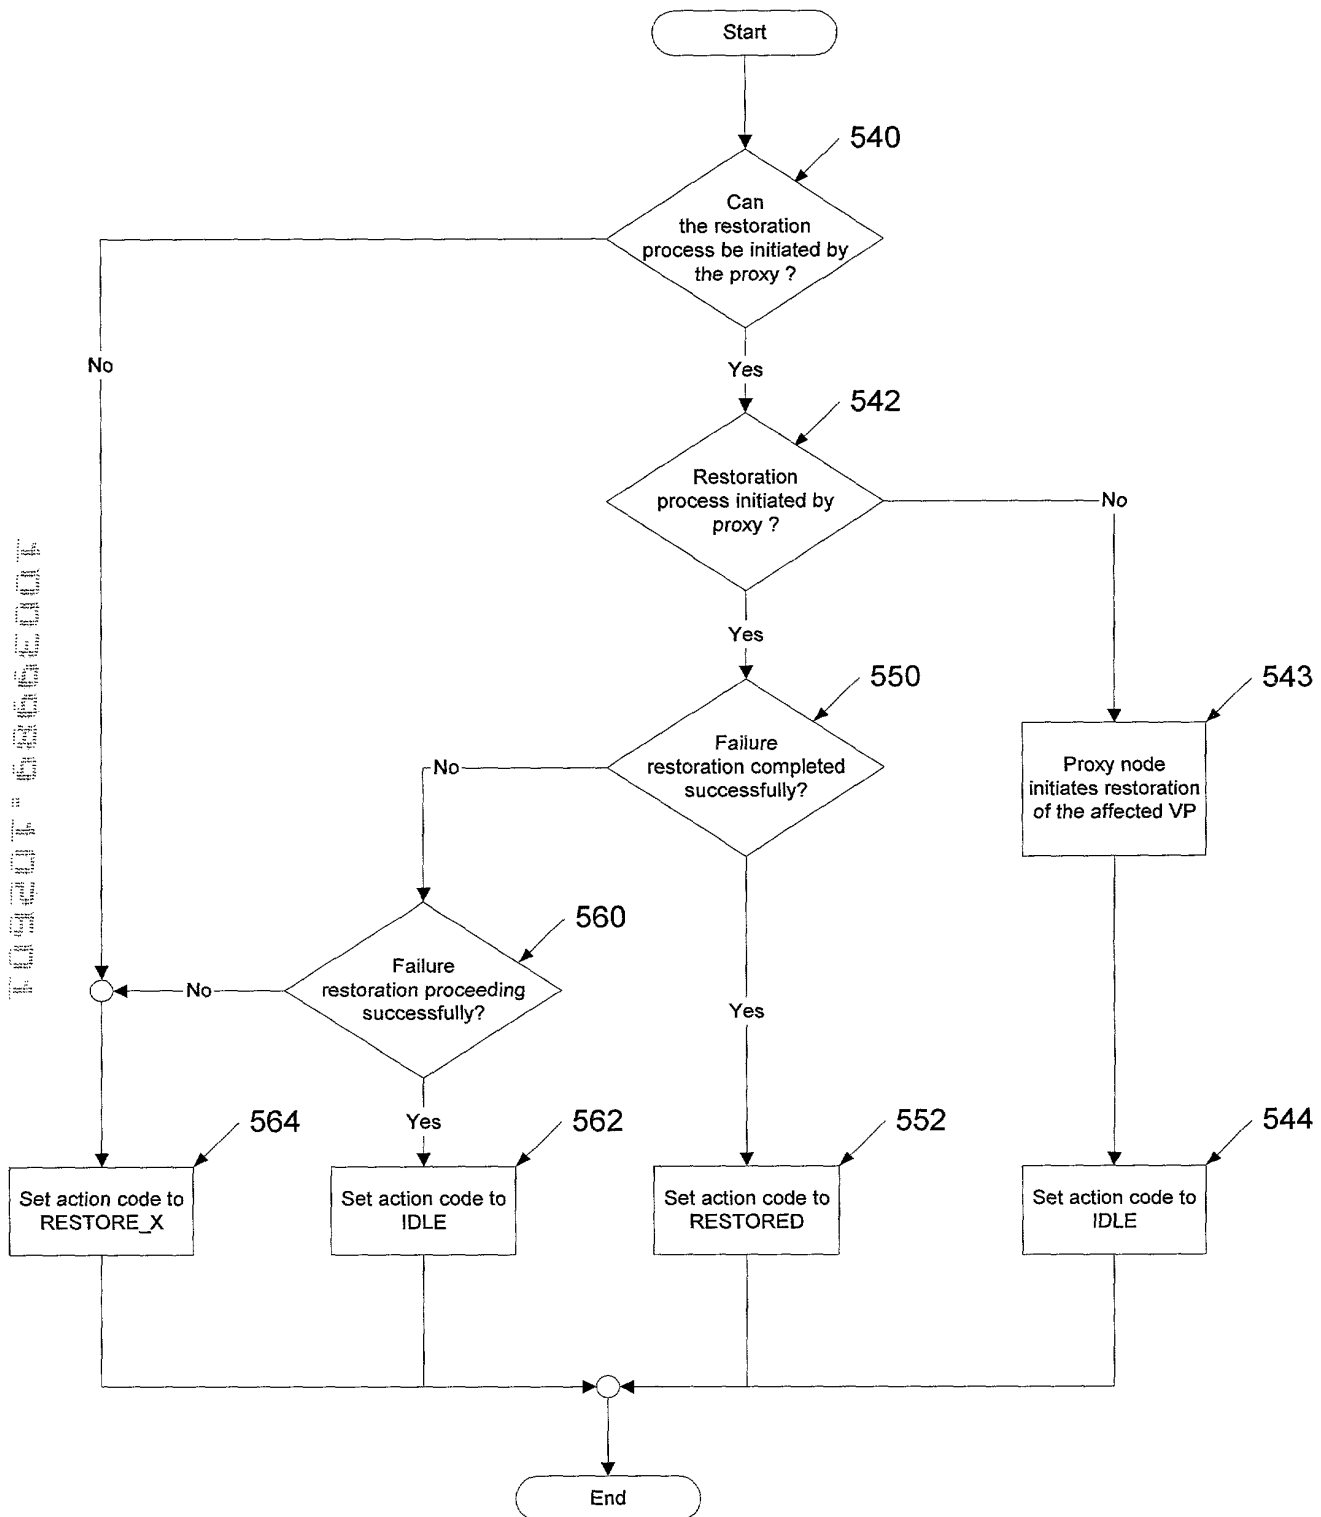 Start
540
Can
the restoration
process be initiated by
the proxy ?
No
Yes
542
Restoration
process initiated by
proxy ?
No
Yes
550
543
Failure
restoration completed
successfully?
No
Proxy node
initiates restoration
of the affected VP
560
Failure
restoration proceeding
successfully?
No
Yes
Yes
564
562
552
544
Set action code to
RESTORE_X
Set action code to
IDLE
Set action code to
RESTORED
Set action code to
IDLE
End